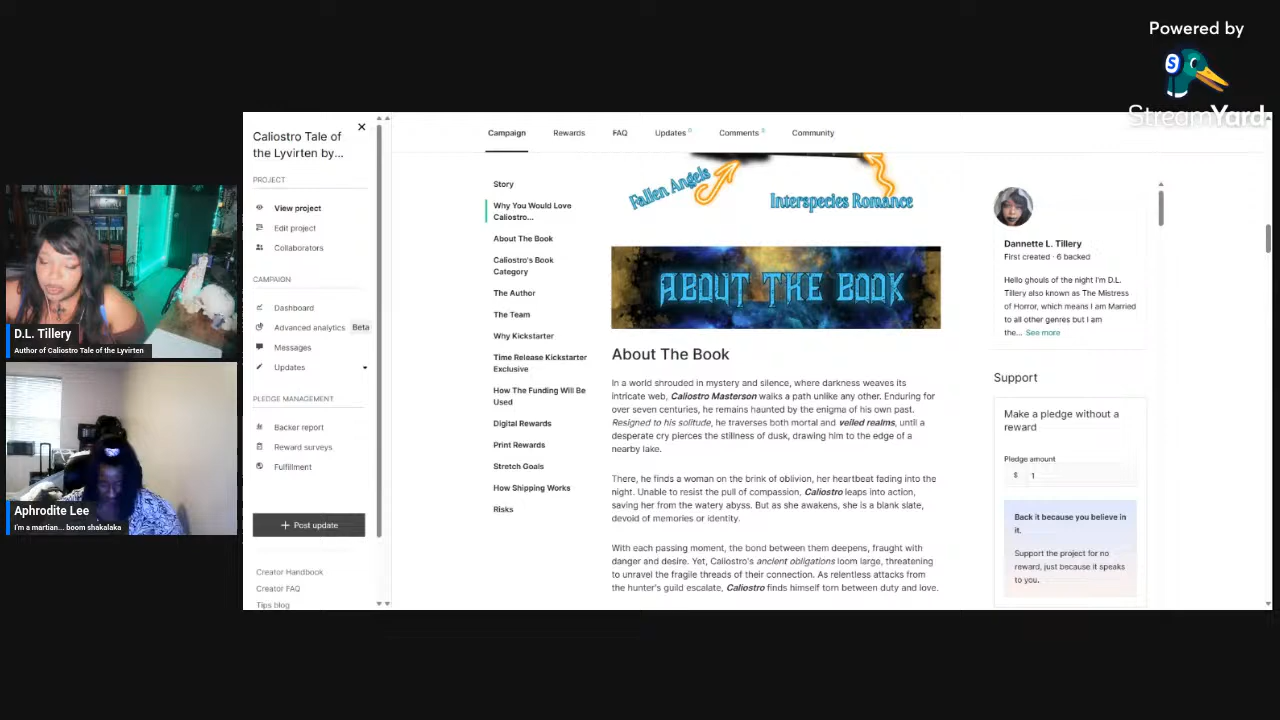 Powered by
S
StreamYard
D.L. Tillery
Author of Caliostro Tale of the Lyvirten
Aphrodite Lee
I'm a martian... boom shakalaka
Caliostro Tale of
the Lyvirten by...
PROJECT
View project
Edit project
Collaborators
CAMPAIGN
Dashboard
Advanced analytics Beta
Messages
Updates
PLEDGE MANAGEMENT
Backer report
Reward surveys
Fulfillment
+ Post update
Creator Handbook
Creator FAQ
Tips blog
Campaign Rewards FAQ Updates Comments Community
Story
Why You Would Love
Caliostro...
About The Book
Caliostro's Book
Category
The Author
The Team
Why Kickstarter
Time Release Kickstarter
Exclusive
How The Funding Will Be
Used
Digital Rewards
Print Rewards
Stretch Goals
How Shipping Works
Risks
Fallen Angels
Interspecies Romance
ABOUT THE BOOK
About The Book
In a world shrouded in mystery and silence, where darkness weaves its
intricate web, Caliostro Masterson walks a path unlike any other. Enduring for
over seven centuries, he remains haunted by the enigma of his own past.
Resigned to his solitude, he traverses both mortal and veiled realms, until a
desperate cry pierces the stillness of dusk, drawing him to the edge of a
nearby lake.
There, he finds a woman on the brink of oblivion, her heartbeat fading into the
night. Unable to resist the pull of compassion, Caliostro leaps into action,
saving her from the watery abyss. But as she awakens, she is a blank slate,
devoid of memories or identity.
With each passing moment, the bond between them deepens, fraught with
danger and desire. Yet, Caliostro's ancient obligations loom large, threatening
to unravel the fragile threads of their connection. As relentless attacks from
the hunter's guild escalate, Caliostro finds himself torn between duty and love.
Dannette L. Tillery
First created · 6 backed
Hello ghouls of the night I'm D.L.
Tillery also known as The Mistress
of Horror, which means I am Married
to all other genres but I am
the... See more
Support
Make a pledge without a
reward
Pledge amount
$ 1
Back it because you believe in
it.
Support the project for no
reward, just because it speaks
to you.